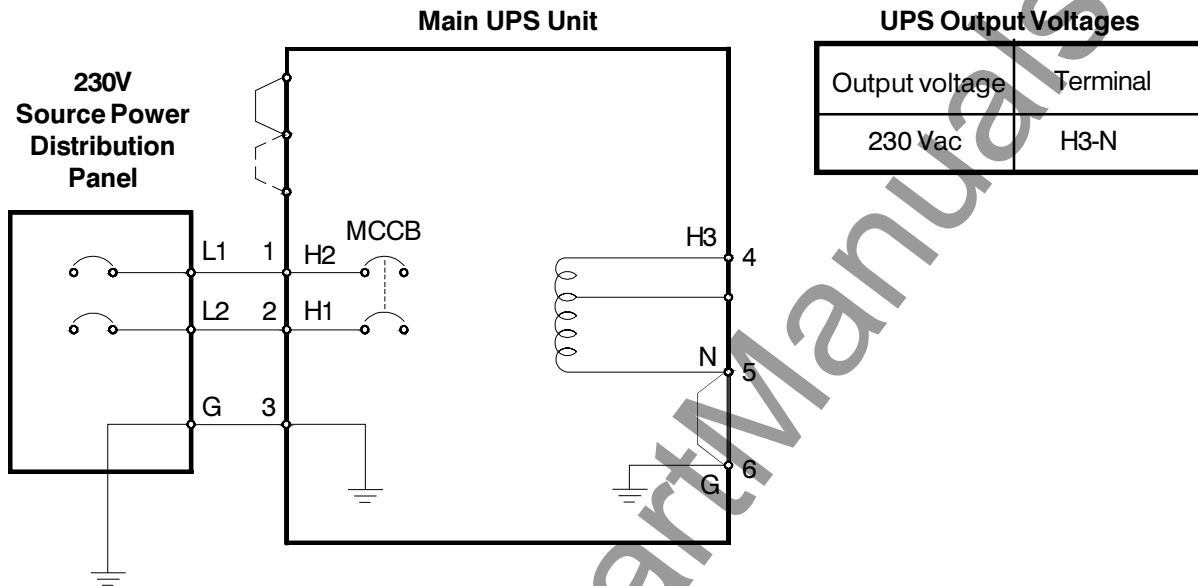 Main UPS Unit
UPS Output Voltages
230V
Source Power
Distribution
Panel
Output voltage Terminal
230 Vac H3-N
L1 1 H2 MCCB
L2 2 H1
G 3
H3 4
N 5
6
G
artManuals